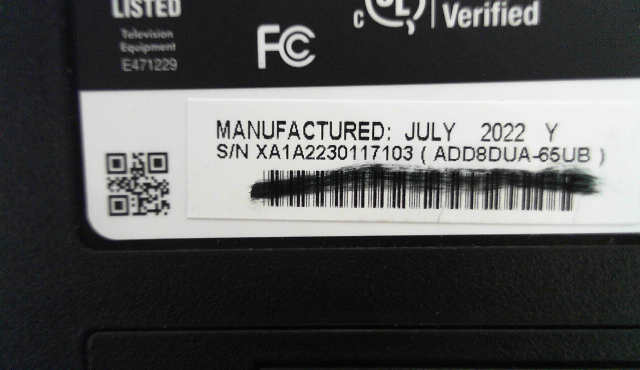 LISTED
Television
Equipment
E471229
FC
c UL
Verified
MANUFACTURED: JULY 2022 Y
S/N XA1A2230117103 ( ADD8DUA-65UB )